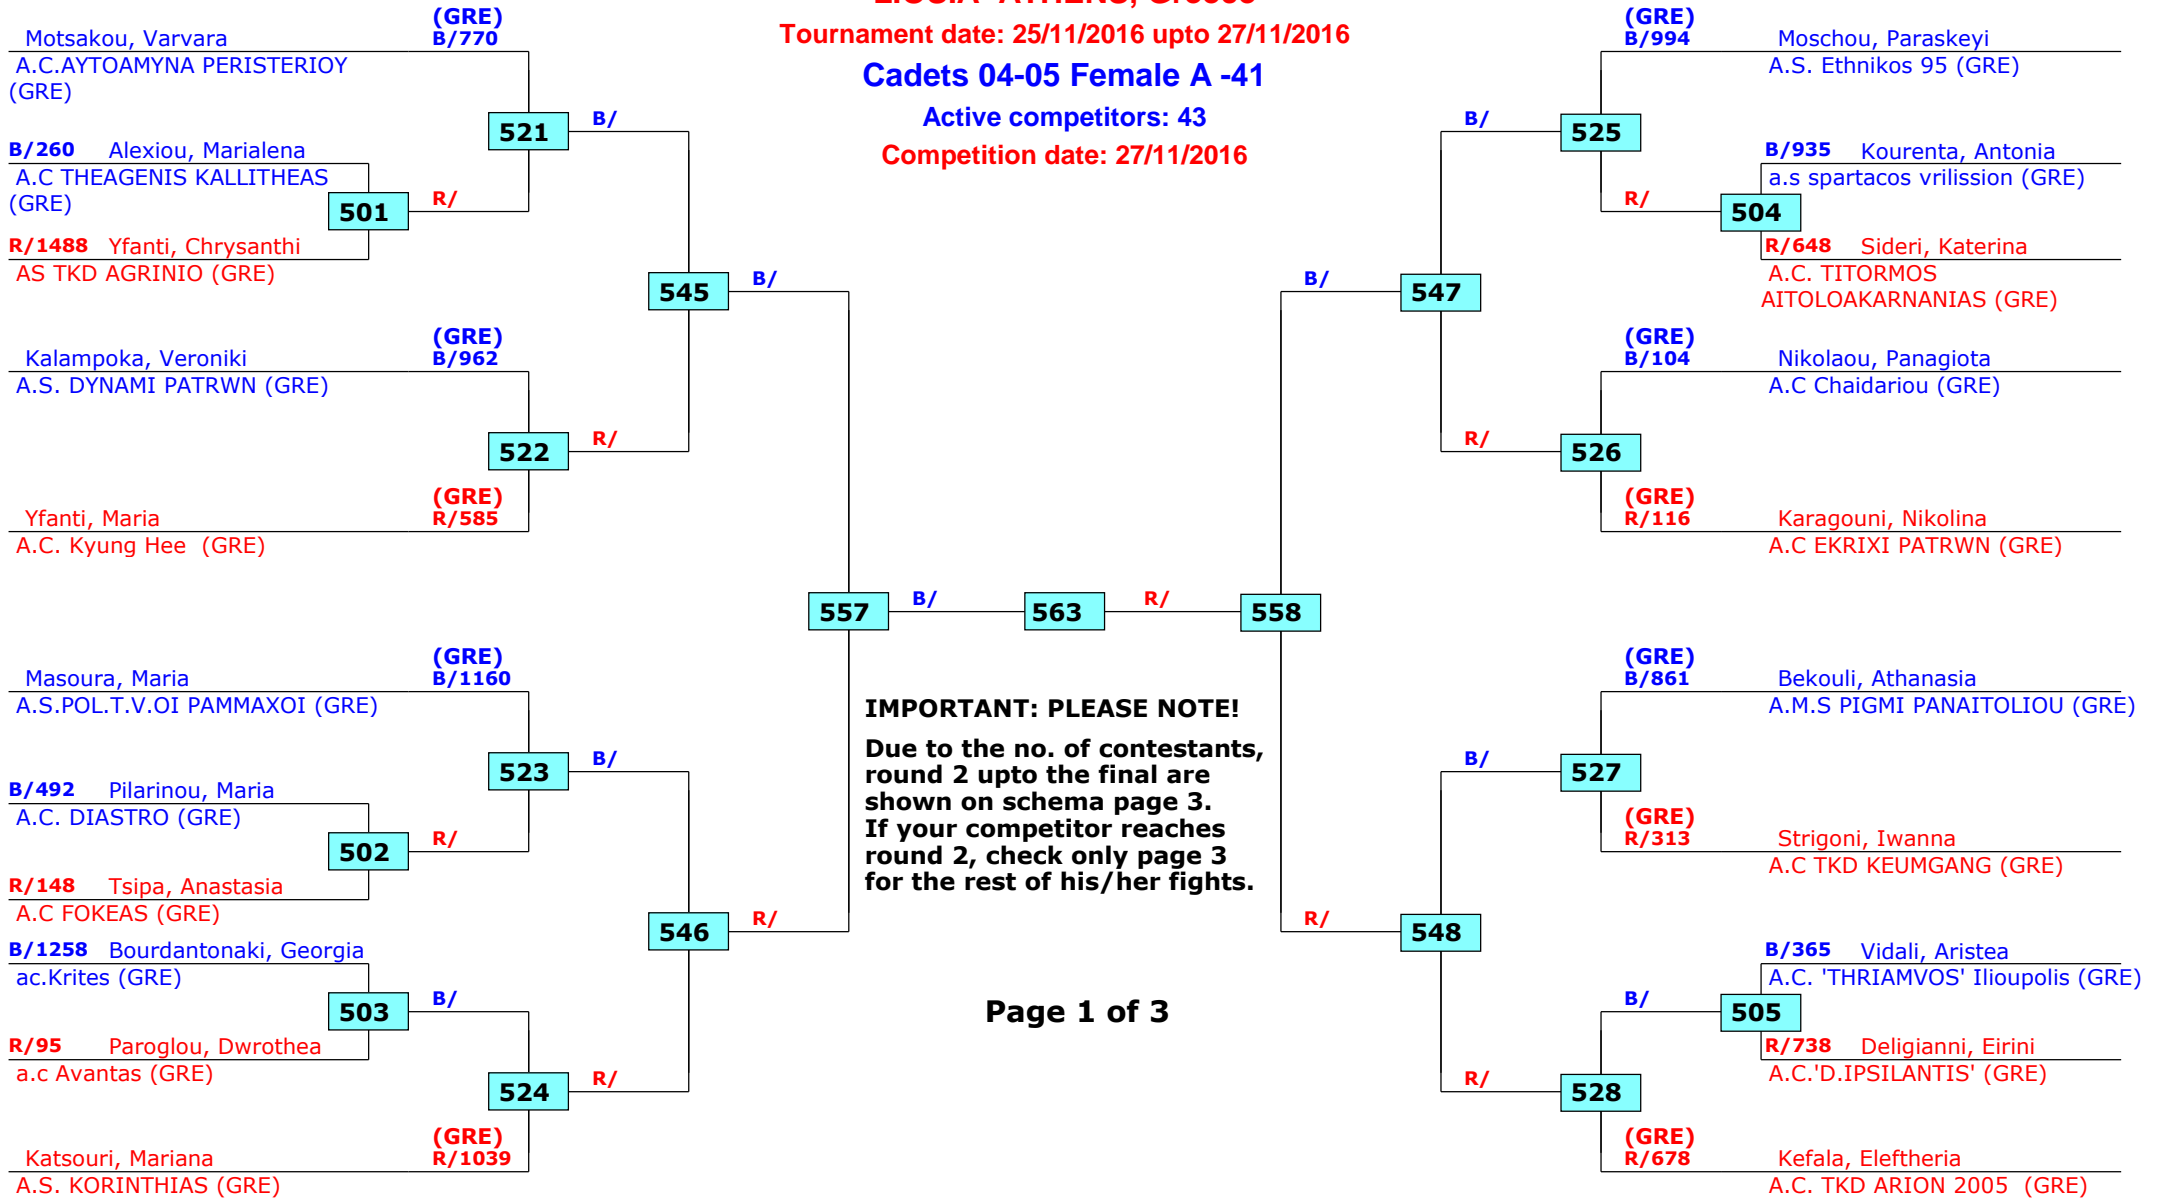 LIOSIA- ATHENS, Greece
Tournament date: 25/11/2016 upto 27/11/2016
Cadets 04-05 Female A -41
Active competitors: 43
Competition date: 27/11/2016
(GRE)
Motsakou, Varvara B/770
A.C.AYTOAMYNA PERISTERIOY
(GRE)
521 B/
B/260 Alexiou, Marialena
A.C THEAGENIS KALLITHEAS
(GRE)
501 R/
R/1488 Yfanti, Chrysanthi
AS TKD AGRINIO (GRE)
545 B/
(GRE)
Kalampoka, Veroniki B/962
A.S. DYNAMI PATRWN (GRE)
522 R/
(GRE)
Yfanti, Maria R/585
A.C. Kyung Hee (GRE)
557 B/ 563 R/ 558
(GRE)
Masoura, Maria B/1160
A.S.POL.T.V.OI PAMMAXOI (GRE)
523 B/
B/492 Pilarinou, Maria
A.C. DIASTRO (GRE)
502 R/
R/148 Tsipa, Anastasia
A.C FOKEAS (GRE)
546 R/
B/1258 Bourdantonaki, Georgia
ac.Krites (GRE)
503 B/
R/95 Paroglou, Dwrothea
a.c Avantas (GRE)
524 R/
(GRE)
Katsouri, Mariana R/1039
A.S. KORINTHIAS (GRE)
IMPORTANT: PLEASE NOTE!
Due to the no. of contestants,
round 2 upto the final are
shown on schema page 3.
If your competitor reaches
round 2, check only page 3
for the rest of his/her fights.
Page 1 of 3
(GRE)
B/994 Moschou, Paraskeyi
A.S. Ethnikos 95 (GRE)
B/ 525
B/935 Kourenta, Antonia
a.s spartacos vrilission (GRE)
R/ 504
R/648 Sideri, Katerina
A.C. TITORMOS
AITOLOAKARNANIAS (GRE)
B/ 547
(GRE)
B/104 Nikolaou, Panagiota
A.C Chaidariou (GRE)
R/ 526
(GRE)
R/116 Karagouni, Nikolina
A.C EKRIXI PATRWN (GRE)
(GRE)
B/861 Bekouli, Athanasia
A.M.S PIGMI PANAITOLIOU (GRE)
B/ 527
(GRE)
R/313 Strigoni, Iwanna
A.C TKD KEUMGANG (GRE)
R/ 548
B/365 Vidali, Aristea
A.C. 'THRIAMVOS' Ilioupolis (GRE)
B/ 505
R/738 Deligianni, Eirini
A.C.'D.IPSILANTIS' (GRE)
R/ 528
(GRE)
R/678 Kefala, Eleftheria
A.C. TKD ARION 2005 (GRE)